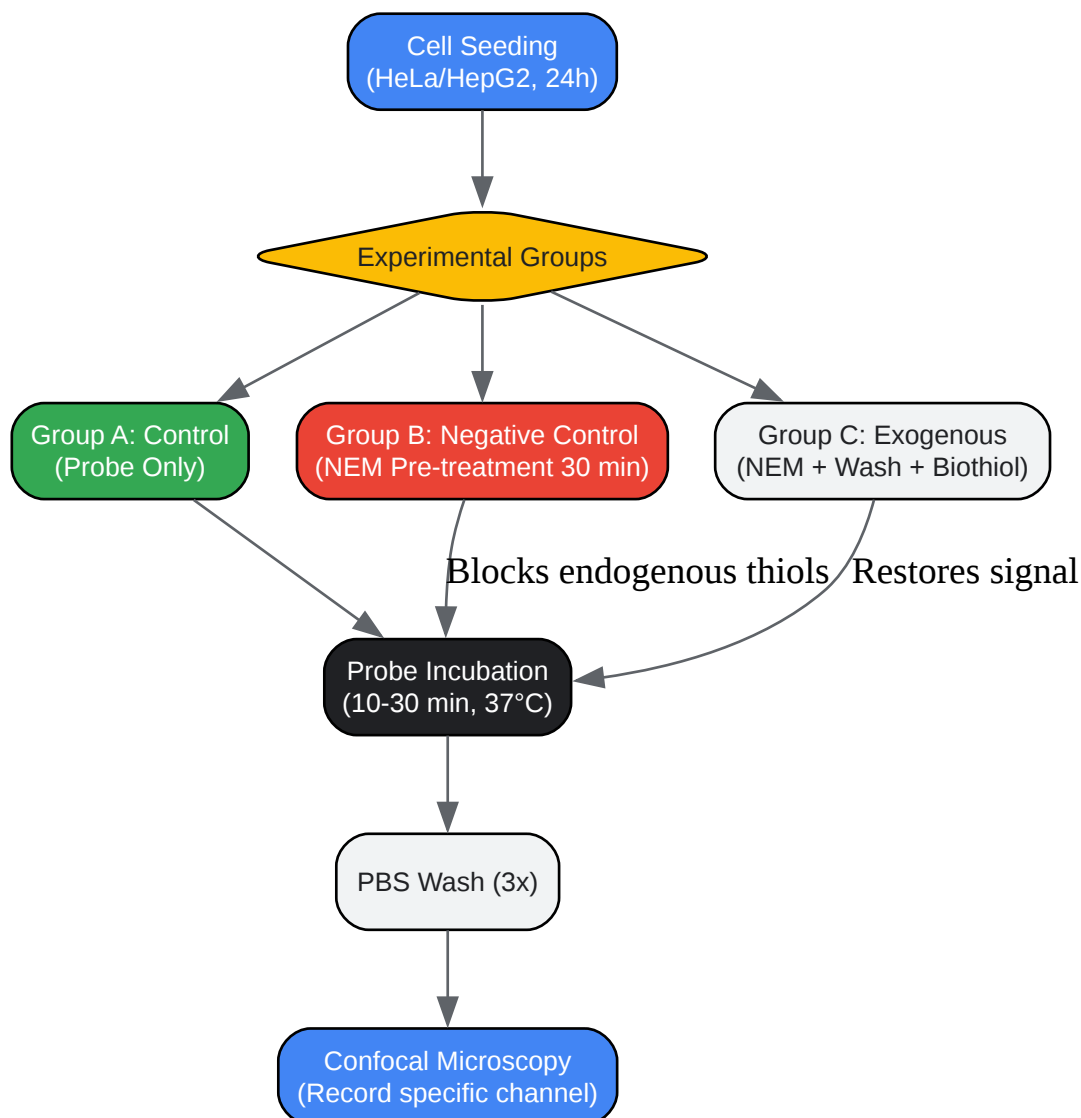 Cell Seeding
(HeLa/HepG2, 24h)
Experimental Groups
Group A: Control
(Probe Only)
Group B: Negative Control
(NEM Pre-treatment 30 min)
Group C: Exogenous
(NEM + Wash + Biothiol)
Blocks endogenous thiols
Restores signal
Probe Incubation
(10-30 min, 37°C)
PBS Wash (3x)
Confocal Microscopy
(Record specific channel)